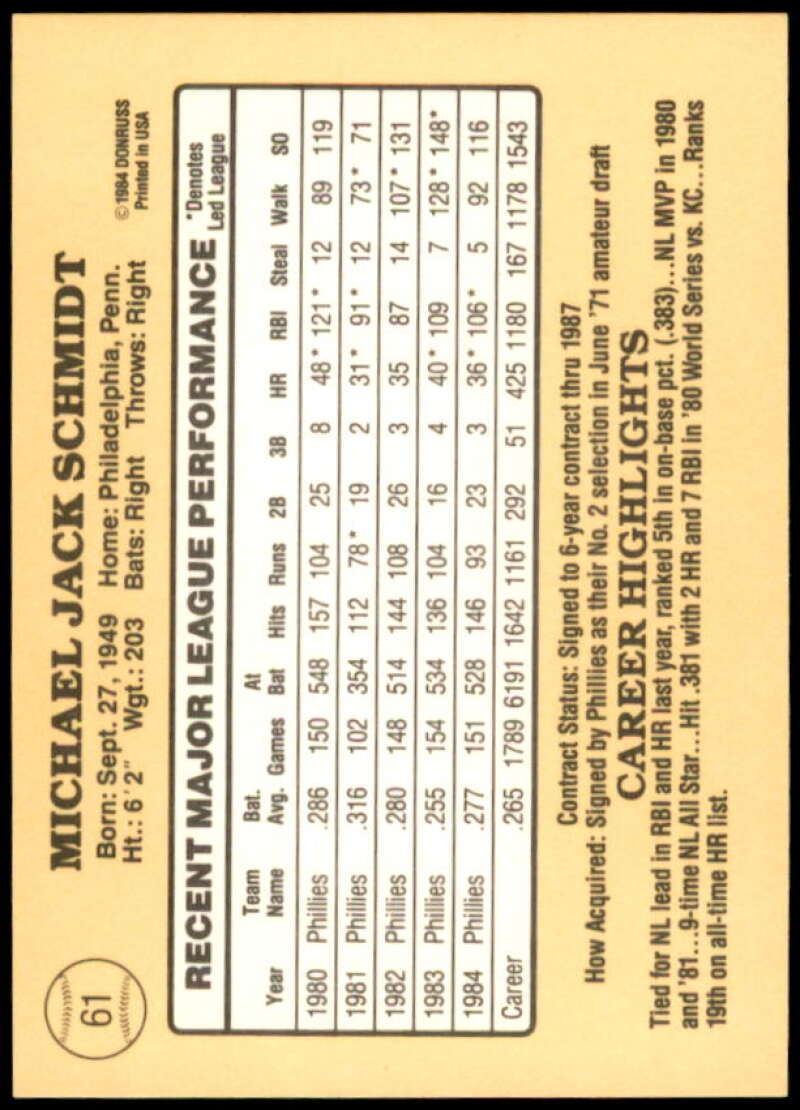 61
MICHAEL JACK SCHMIDT
Born: Sept. 27, 1949 Home: Philadelphia, Penn.
Ht.: 6'2" Wgt.: 203 Bats: Right Throws: Right
©1984 DONRUSS
Printed in USA
RECENT MAJOR LEAGUE PERFORMANCE
*Denotes
Led League
Year Team Name Bat. Avg. Games At Bat Hits Runs 2B 3B HR RBI Steal Walk SO
1980 Phillies .286 150 548 157 104 25 8 48* 121* 12 89 119
1981 Phillies .316 102 354 112 78* 19 2 31* 91* 12 73* 71
1982 Phillies .280 148 514 144 108 26 3 35 87 14 107* 131
1983 Phillies .255 154 534 136 104 16 4 40* 109 7 128* 148*
1984 Phillies .277 151 528 146 93 23 3 36* 106* 5 92 116
Career .265 1789 6191 1642 1161 292 51 425 1180 167 1178 1543
Contract Status: Signed to 6-year contract thru 1987
How Acquired: Signed by Phillies as their No. 2 selection in June '71 amateur draft
CAREER HIGHLIGHTS
Tied for NL lead in RBI and HR last year, ranked 5th in on-base pct. (.383)...NL MVP in 1980
and '81...9-time NL All Star...Hit .381 with 2 HR and 7 RBI in '80 World Series vs. KC...Ranks
19th on all-time HR list.